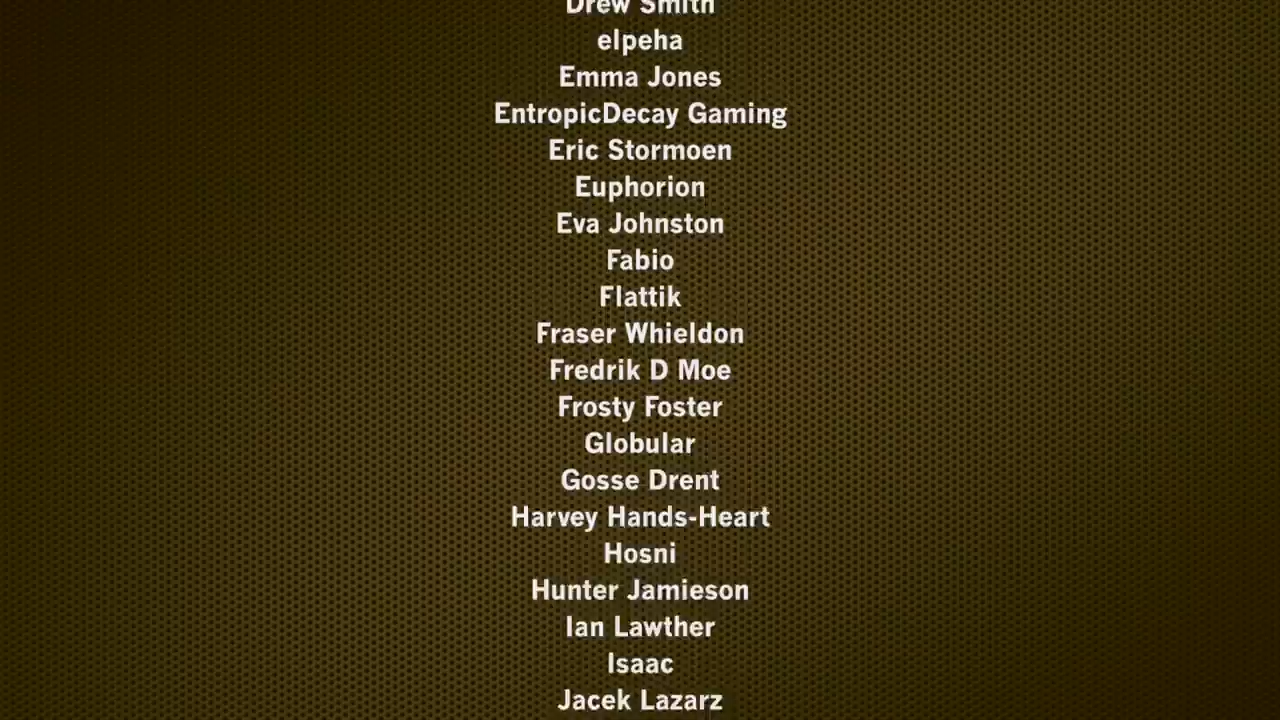 Drew Smith
elpeha
Emma Jones
EntropicDecay Gaming
Eric Stormoen
Euphorion
Eva Johnston
Fabio
Flattik
Fraser Whieldon
Fredrik D Moe
Frosty Foster
Globular
Gosse Drent
Harvey Hands-Heart
Hosni
Hunter Jamieson
Ian Lawther
Isaac
Jacek Lazarz